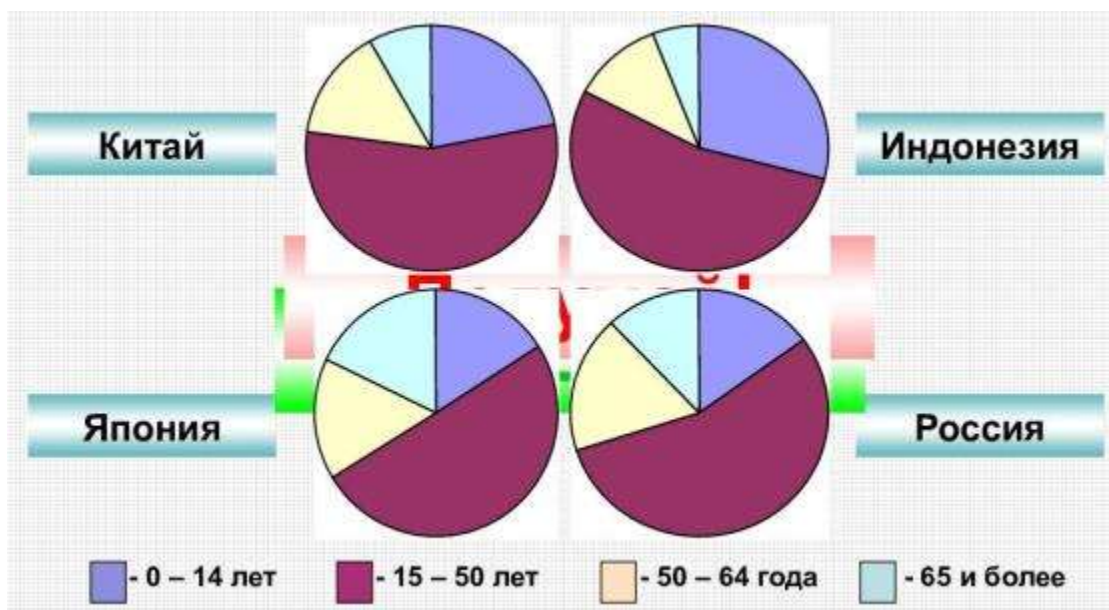 Китай
Индонезия
Япония
Россия
- 0 – 14 лет
- 15 – 50 лет
- 50 – 64 года
- 65 и более